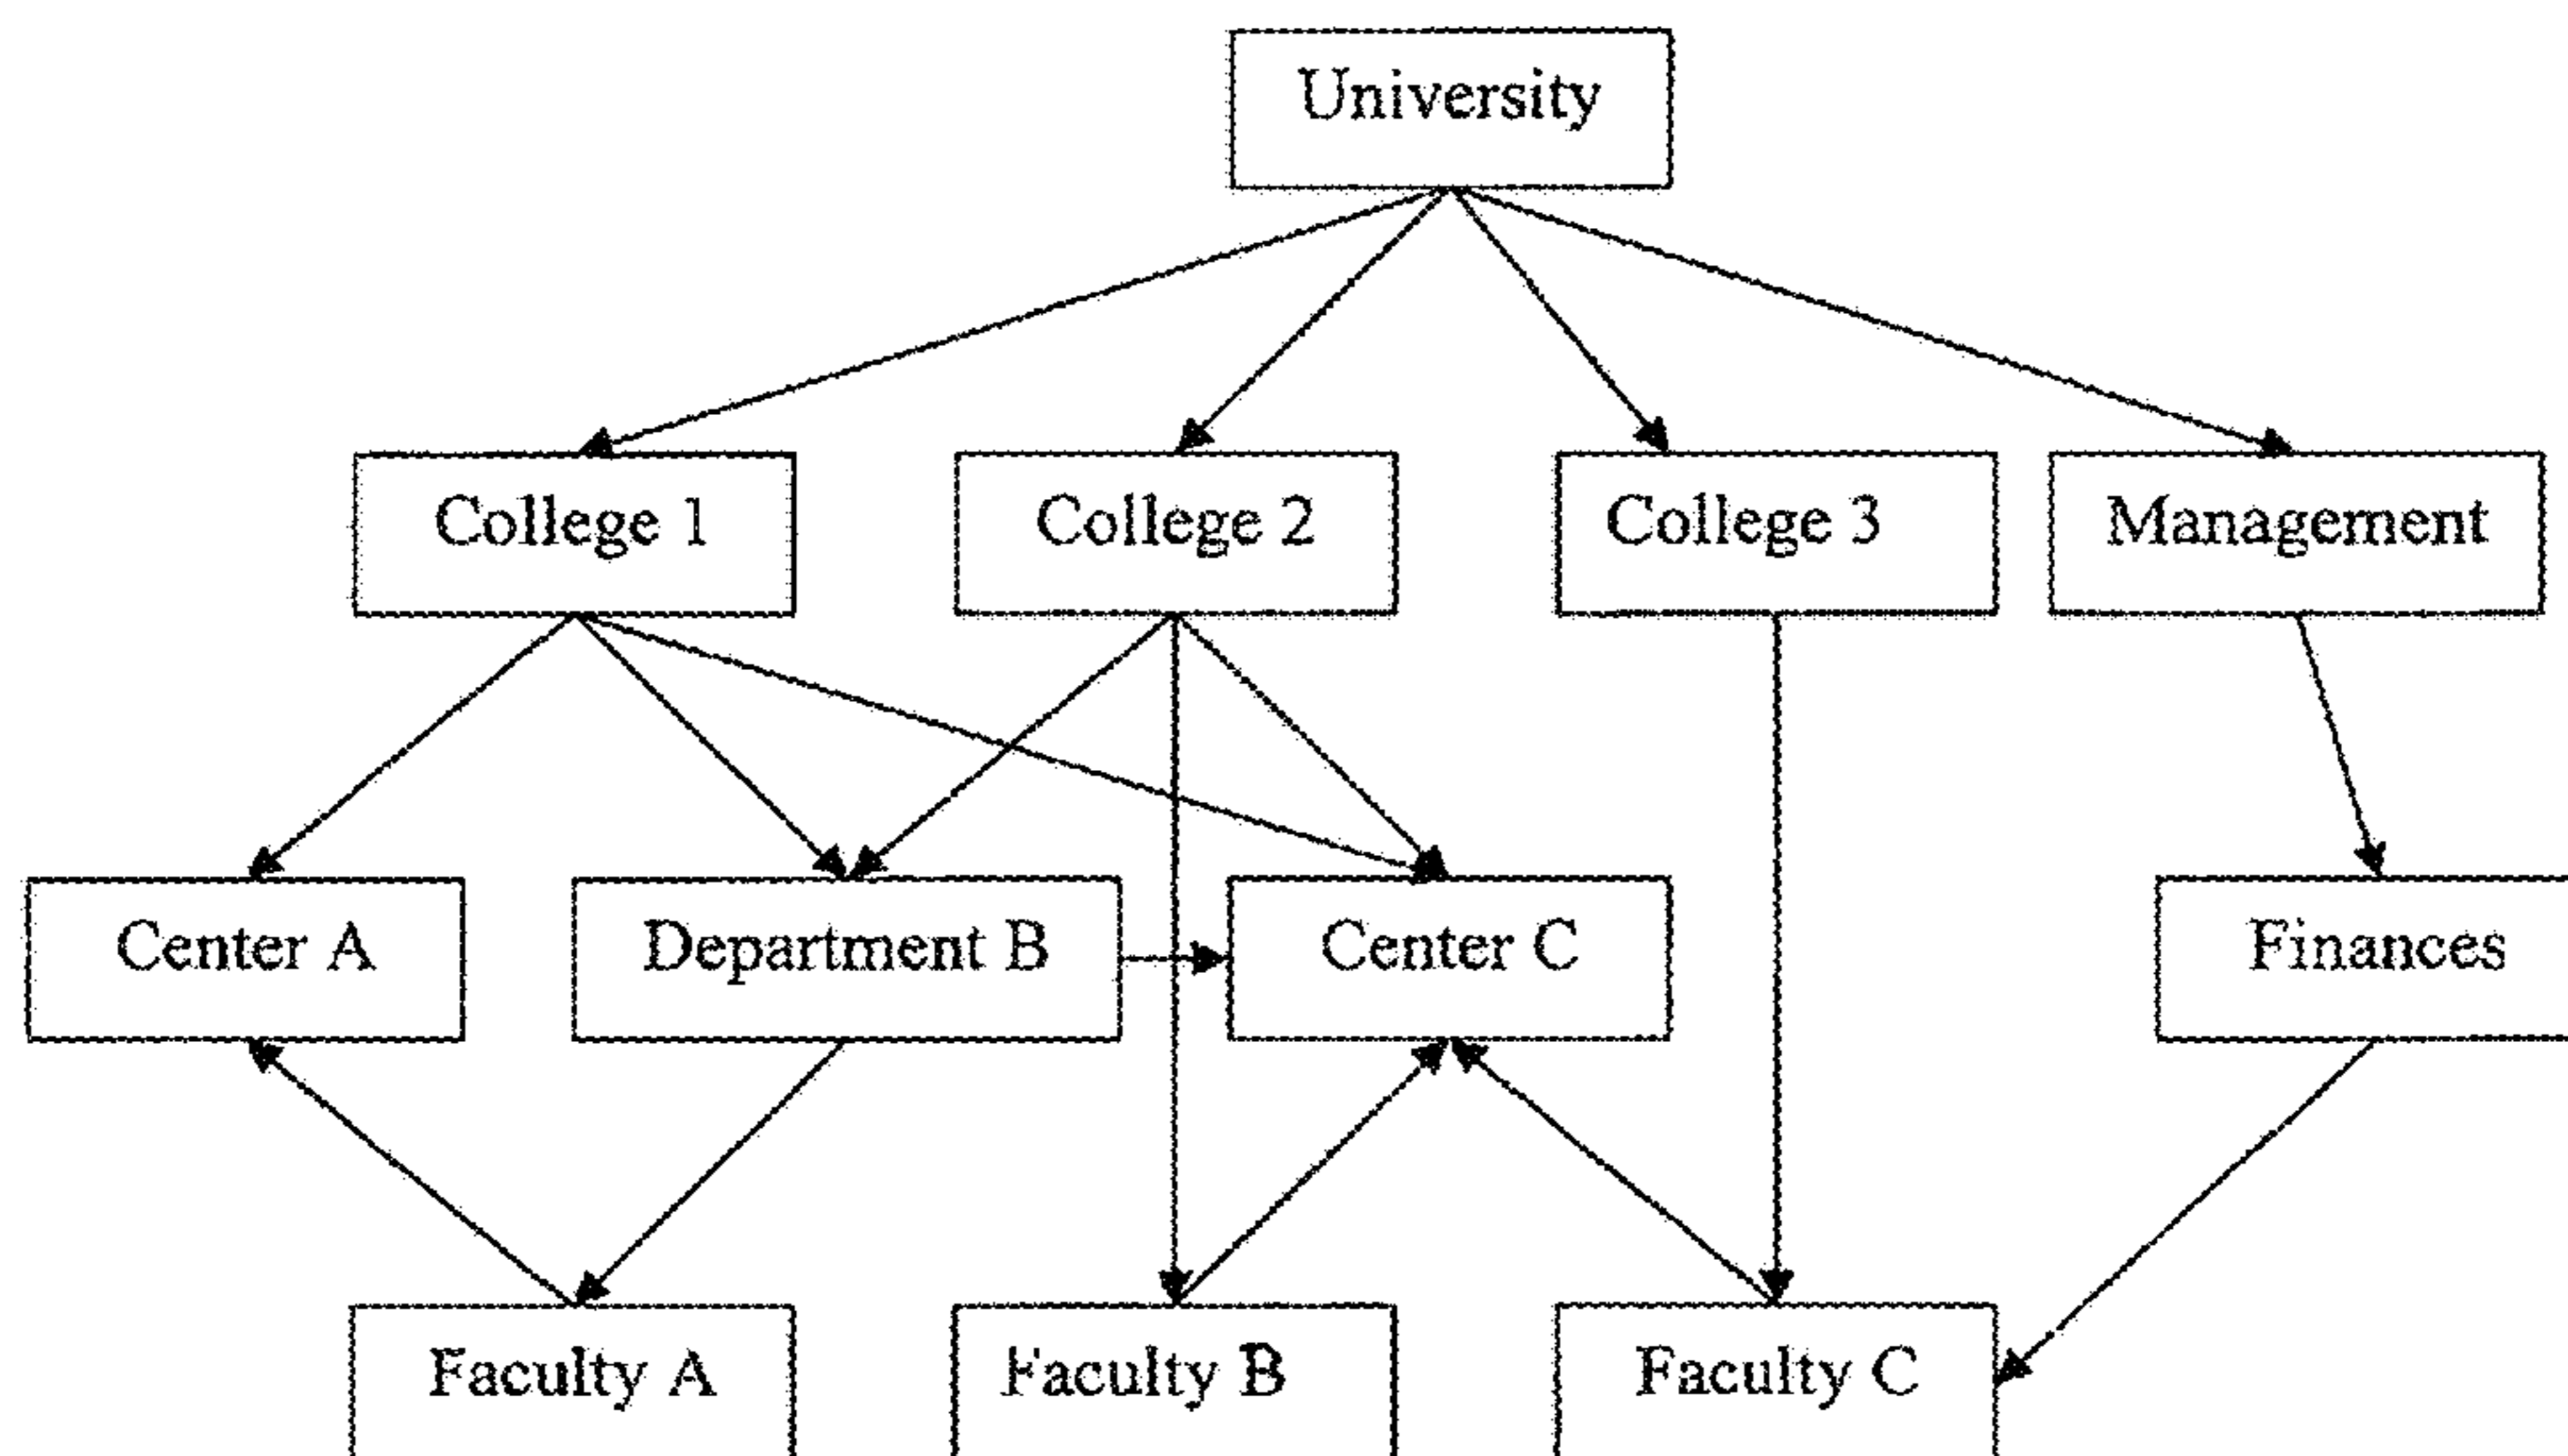 University
College 1
College 2
College 3
Management
Center A
Department B
Center C
Finances
Faculty A
Faculty B
Faculty C